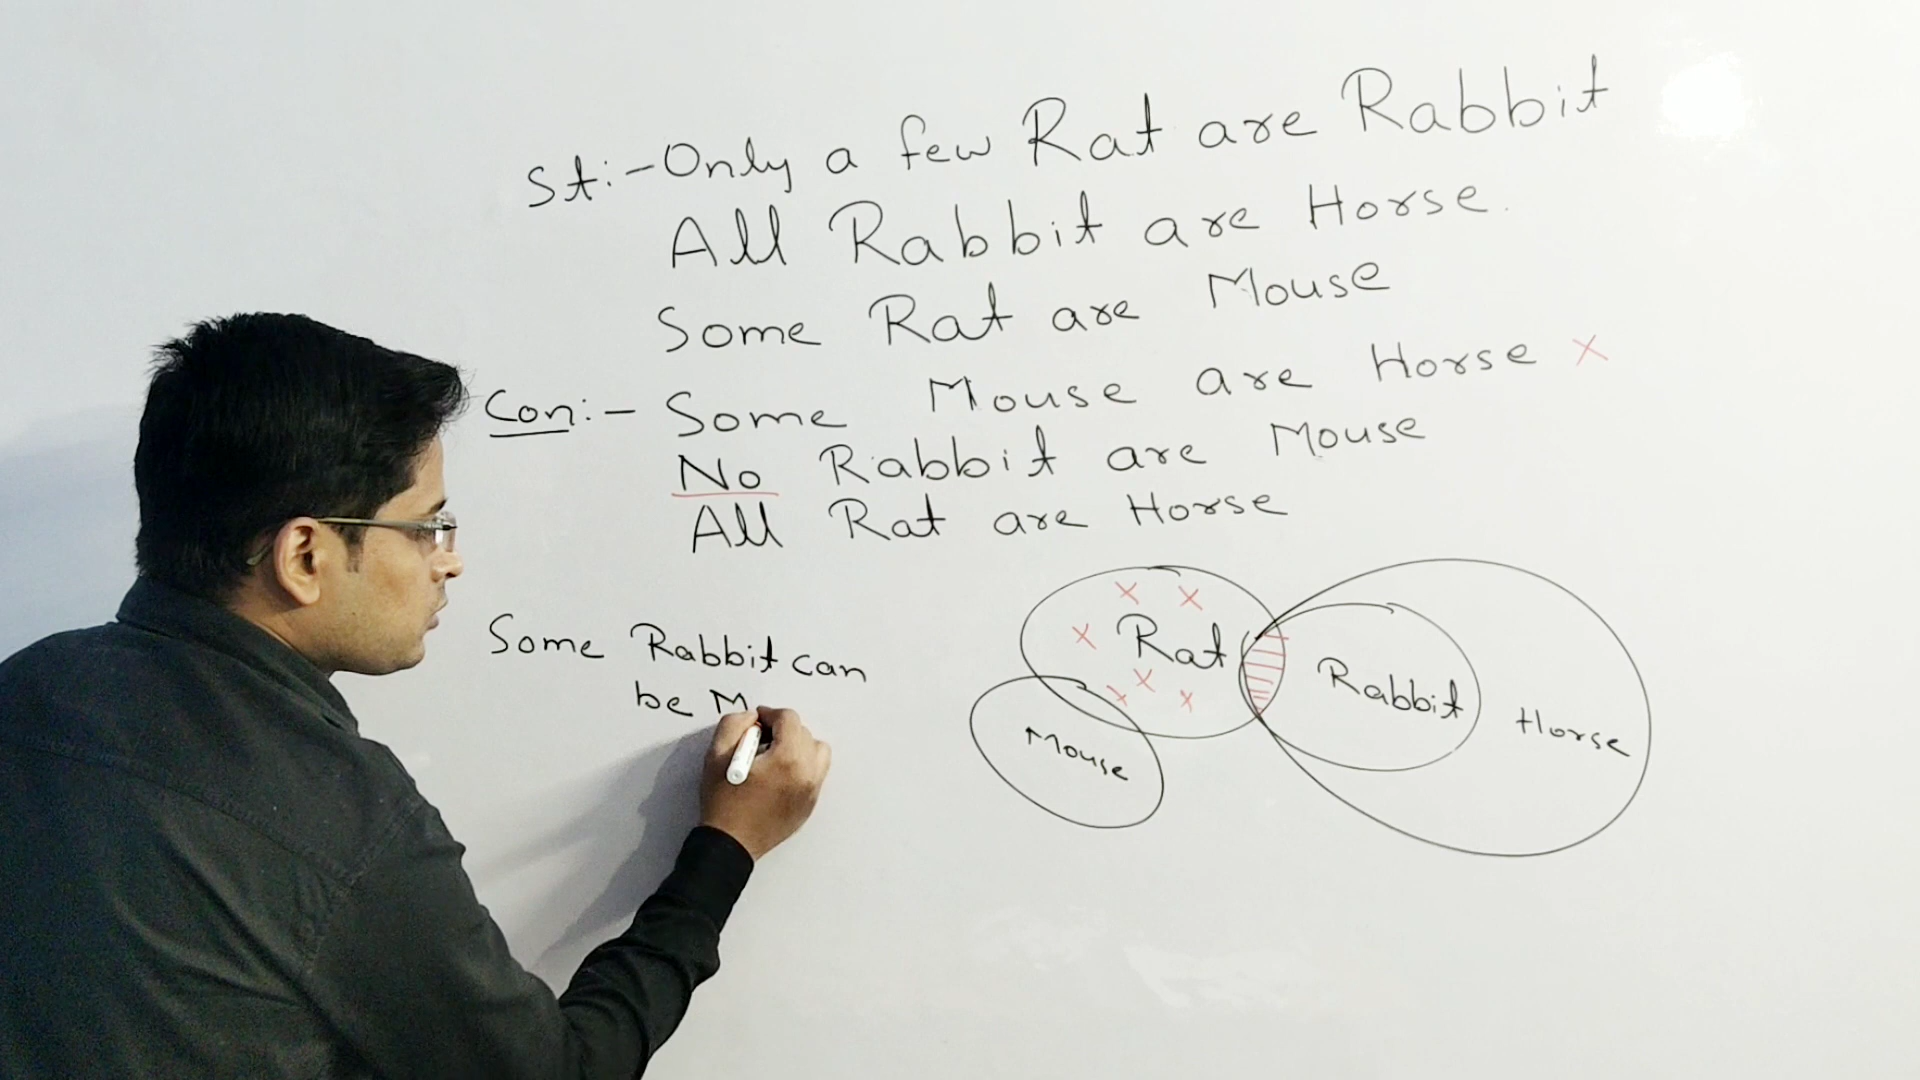 St:- Only a few Rat are Rabbit
All Rabbit are Horse.
Some Rat are Mouse
Con:- Some Mouse are Horse ×
No Rabbit are Mouse
All Rat are Horse
Some Rabbit can
be M
Rat
Rabbit
Horse
Mouse